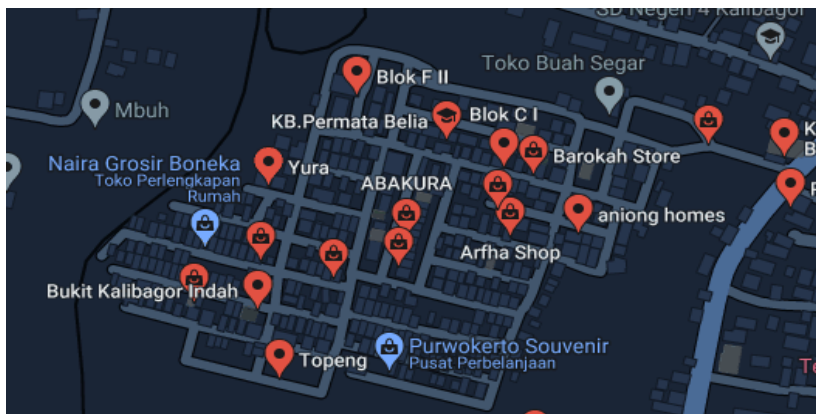 SD Negeri 4 Kalibagor
Toko Buah Segar
Blok F II
Mbuh
KB.Permata Belia
Blok C I
Barokah Store
Naira Grosir Boneka
Toko Perlengkapan
Rumah
Yura
ABAKURA
aniong homes
Arfha Shop
Bukit Kalibagor Indah
Topeng
Purwokerto Souvenir
Pusat Perbelanjaan